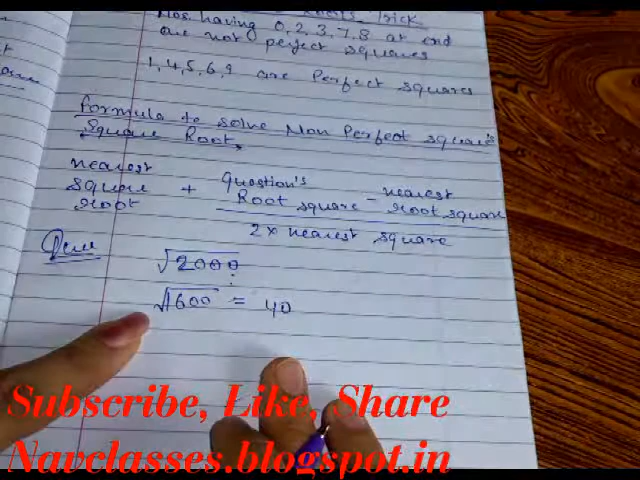 Trick
Nos. having 0, 2, 3, 7, 8 at end
are not perfect squares
1, 4, 5, 6, 9 are Perfect squares
Formula to solve Non Perfect square's
Square Root,
nearest square root + Question's Root square - nearest root square
2 x nearest square
Ques
√2000
√1600 = 40
Subscribe, Like, Share
Navclasses.blogspot.in